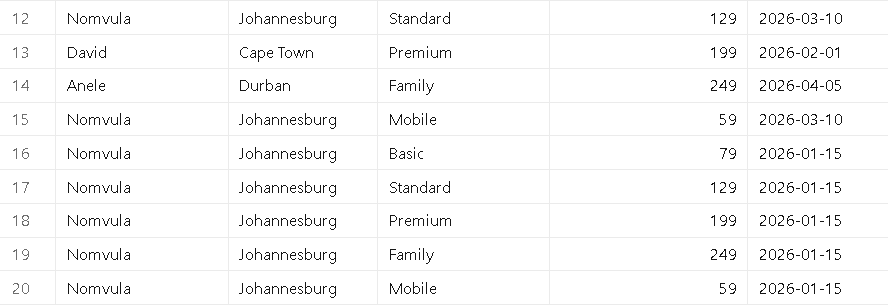 12 Nomvula Johannesburg Standard 129 2026-03-10
13 David Cape Town Premium 199 2026-02-01
14 Anele Durban Family 249 2026-04-05
15 Nomvula Johannesburg Mobile 59 2026-03-10
16 Nomvula Johannesburg Basic 79 2026-01-15
17 Nomvula Johannesburg Standard 129 2026-01-15
18 Nomvula Johannesburg Premium 199 2026-01-15
19 Nomvula Johannesburg Family 249 2026-01-15
20 Nomvula Johannesburg Mobile 59 2026-01-15